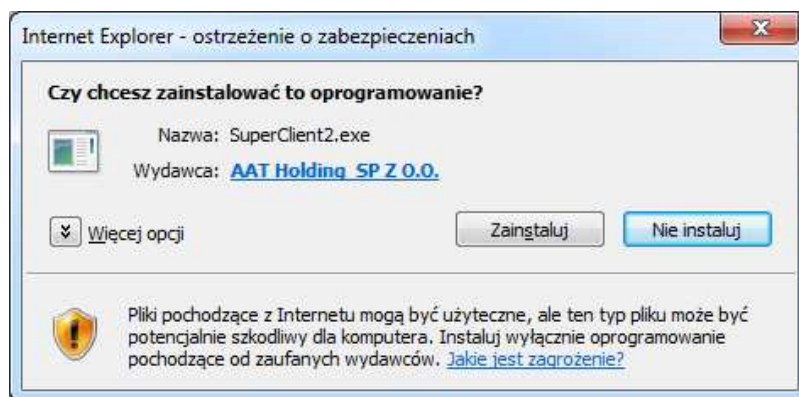 Internet Explorer - ostrzeżenie o zabezpieczeniach
Czy chcesz zainstalować to oprogramowanie?
Nazwa: SuperClient2.exe
Wydawca: AAT Holding SP Z O.O.
Więcej opcji
Zainstaluj
Nie instaluj
Pliki pochodzące z Internetu mogą być użyteczne, ale ten typ pliku może być
potencjalnie szkodliwy dla komputera. Instaluj wyłącznie oprogramowanie
pochodzące od zaufanych wydawców. Jakie jest zagrożenie?